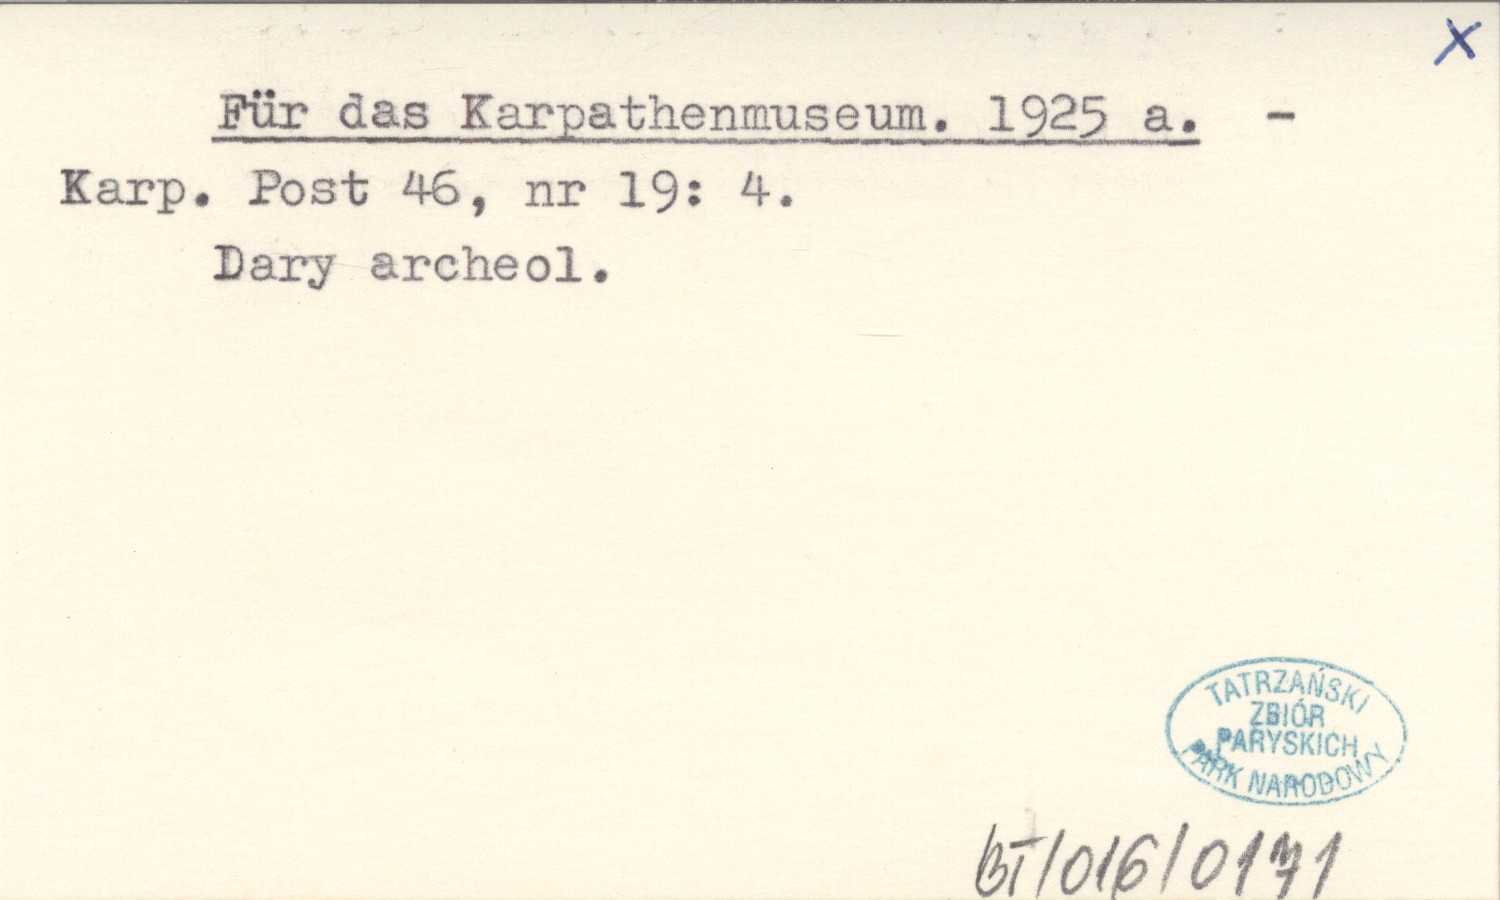 x
Für das Karpathenmuseum. 1925 a. -
Karp. Post 46, nr 19: 4.
Dary archeol.
TATRZAŃSKI
ZBIÓR
PARYSKICH
PARK NARODOWY
BT/016/0171